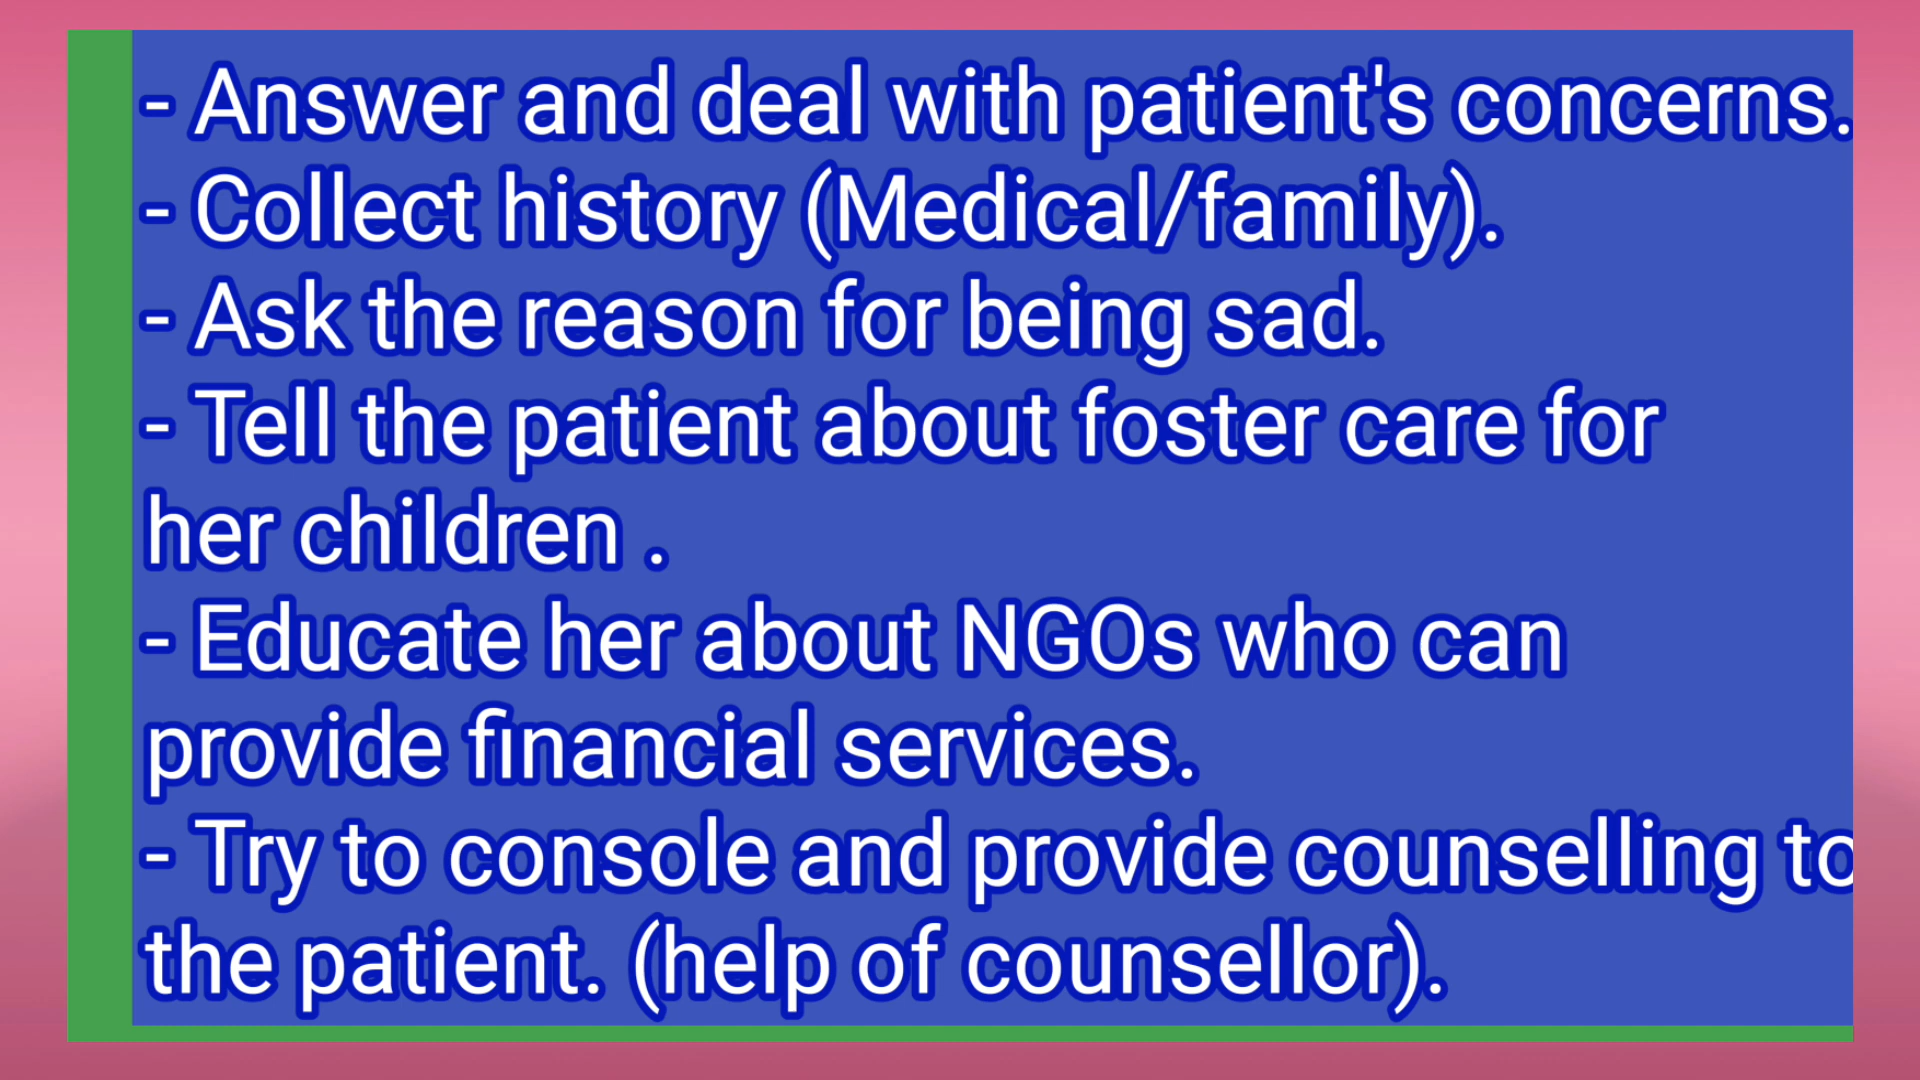 - Answer and deal with patient's concerns.
- Collect history (Medical/family).
- Ask the reason for being sad.
- Tell the patient about foster care for
her children .
- Educate her about NGOs who can
provide financial services.
- Try to console and provide counselling to
the patient. (help of counsellor).